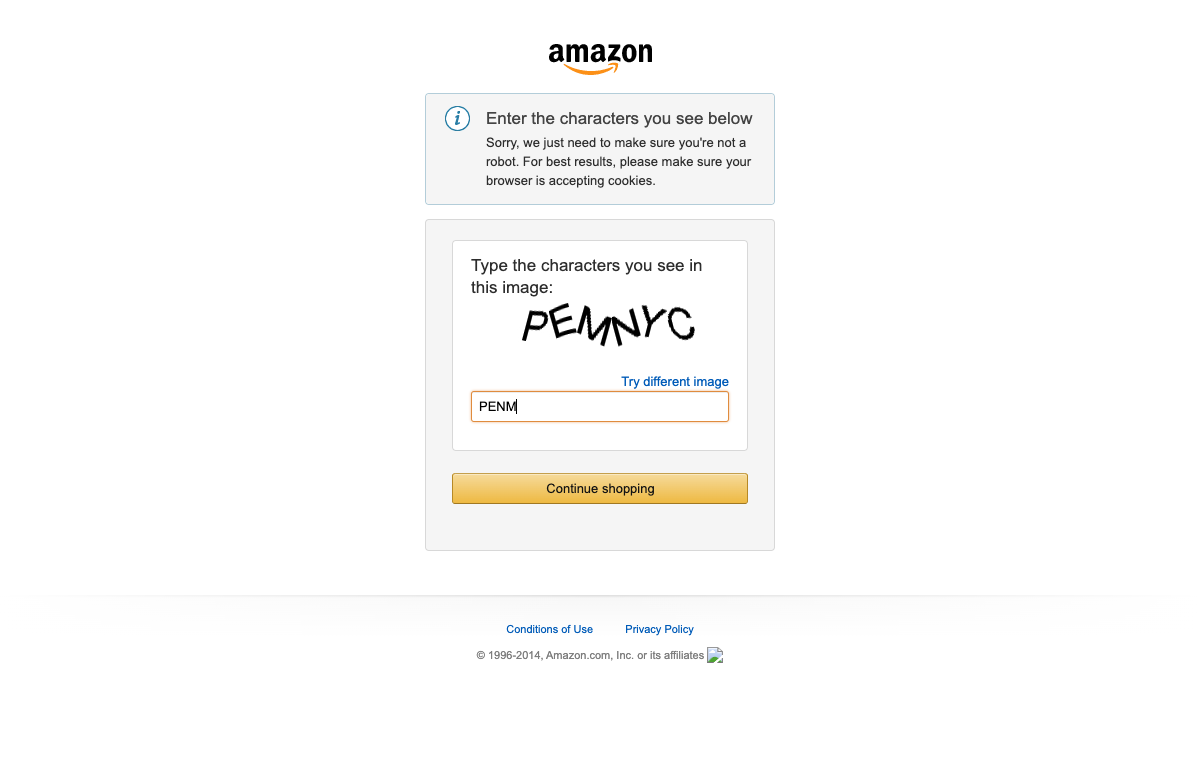 amazon
Enter the characters you see below
Sorry, we just need to make sure you're not a
robot. For best results, please make sure your
browser is accepting cookies.
Type the characters you see in
this image:
PEMNYC
Try different image
PENM
Continue shopping
Conditions of Use Privacy Policy
© 1996-2014, Amazon.com, Inc. or its affiliates